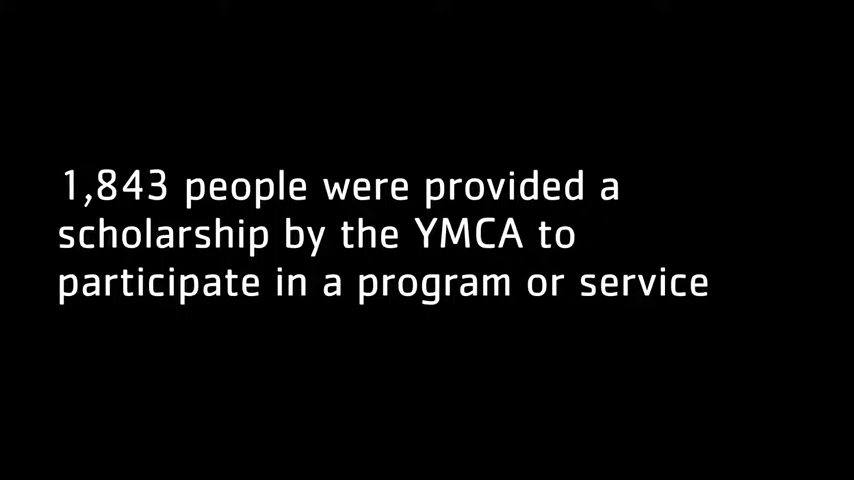 1,843 people were provided a
scholarship by the YMCA to
participate in a program or service